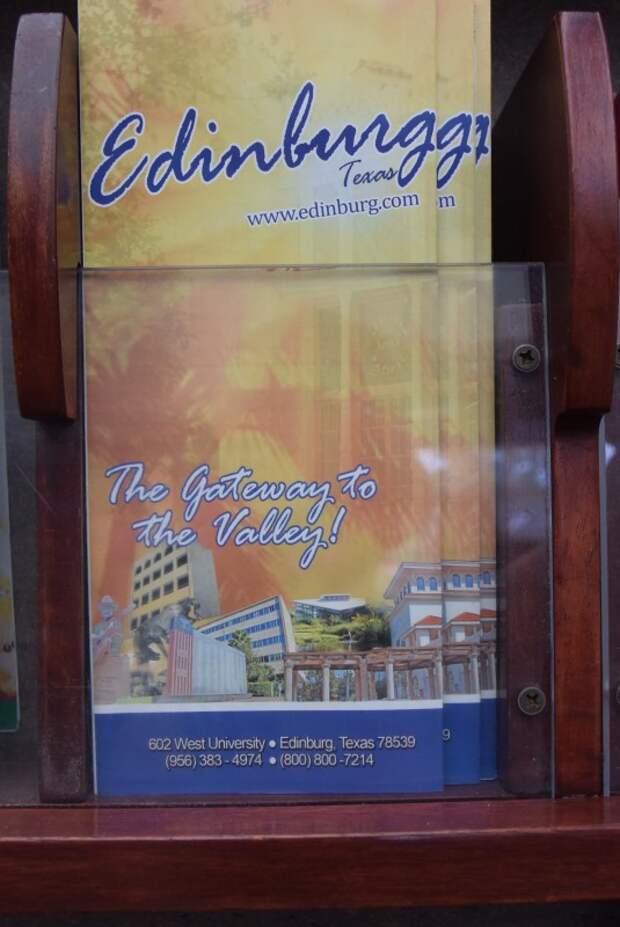 Edinburg
Texas
www.edinburg.com
The Gateway to
the Valley!
602 West University • Edinburg, Texas 78539
(956) 383 - 4974 • (800) 800 -7214